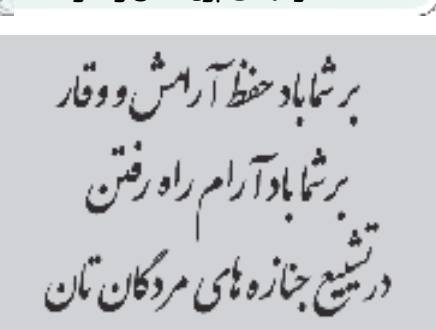 بر شما باد حفظ آرامش و وقار
بر شما باد آرام راه رفتن
در تشییع جنازه های مردگان تان